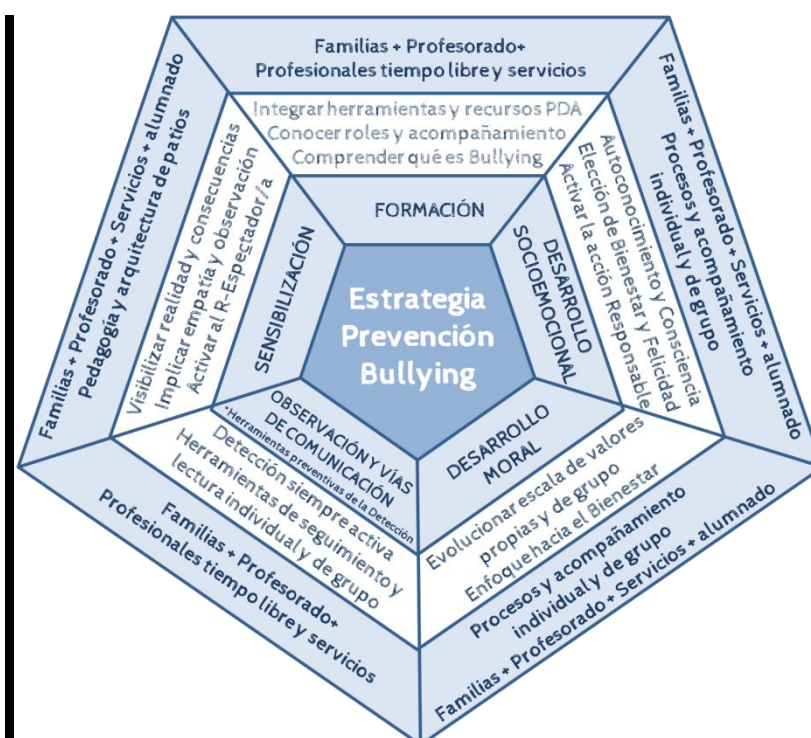 Familias + Profesorado+
Profesionales tiempo libre y servicios
Integrar herramientas y recursos PDA
Conocer roles y acompañamiento
Comprender qué es Bullying
FORMACIÓN
Familias + Profesorado + Servicios + alumnado
Procesos y acompañamiento
individual y de grupo
Autoconocimiento y Consciencia
Elección de Bienestar y Felicidad
Activar la acción Responsable
DESARROLLO
SOCIOEMOCIONAL
Estrategia
Prevención
Bullying
DESARROLLO
MORAL
Evolucionar escala de valores
propias y de grupo
Enfoque hacia el Bienestar
Procesos y acompañamiento
individual y de grupo
Familias + Profesorado + Servicios + alumnado
OBSERVACIÓN Y VÍAS
DE COMUNICACIÓN
*Herramientas preventivas de la Detección
Detección siempre activa
Herramientas de seguimiento y
lectura individual y de grupo
Familias + Profesorado+
Profesionales tiempo libre y servicios
Familias + Profesorado + Servicios + alumnado
Pedagogía y arquitectura de patios
Visibilizar realidad y consecuencias
Implicar empatía y observación
Activar al R-Espectador/a
SENSIBILIZACIÓN